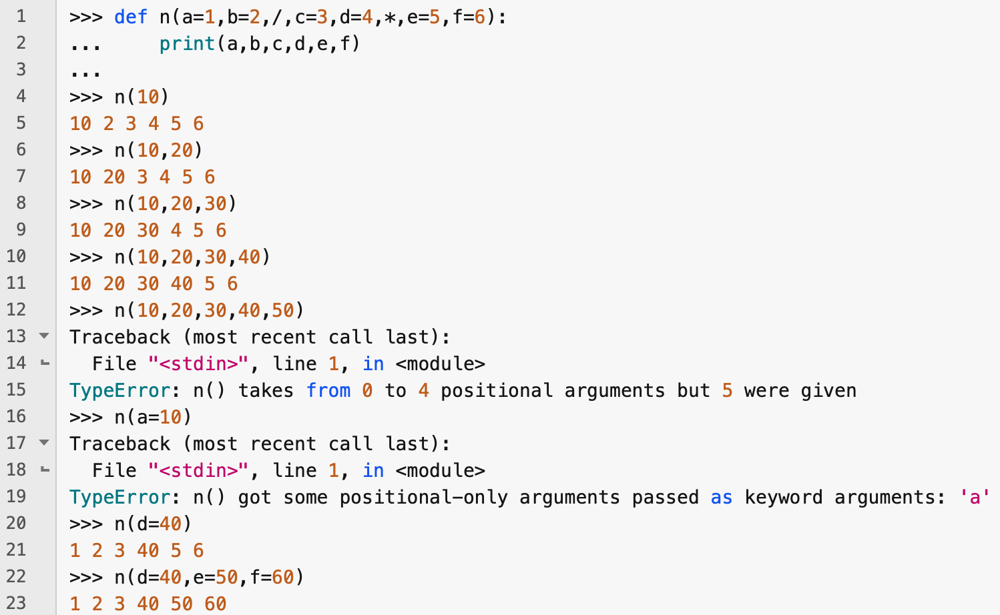 1 >>> def n(a=1,b=2,/,c=3,d=4,*,e=5,f=6):
2 ...     print(a,b,c,d,e,f)
3 ...
4 >>> n(10)
5 10 2 3 4 5 6
6 >>> n(10,20)
7 10 20 3 4 5 6
8 >>> n(10,20,30)
9 10 20 30 4 5 6
10 >>> n(10,20,30,40)
11 10 20 30 40 5 6
12 >>> n(10,20,30,40,50)
13 Traceback (most recent call last):
14   File "<stdin>", line 1, in <module>
15 TypeError: n() takes from 0 to 4 positional arguments but 5 were given
16 >>> n(a=10)
17 Traceback (most recent call last):
18   File "<stdin>", line 1, in <module>
19 TypeError: n() got some positional-only arguments passed as keyword arguments: 'a'
20 >>> n(d=40)
21 1 2 3 40 5 6
22 >>> n(d=40,e=50,f=60)
23 1 2 3 40 50 60